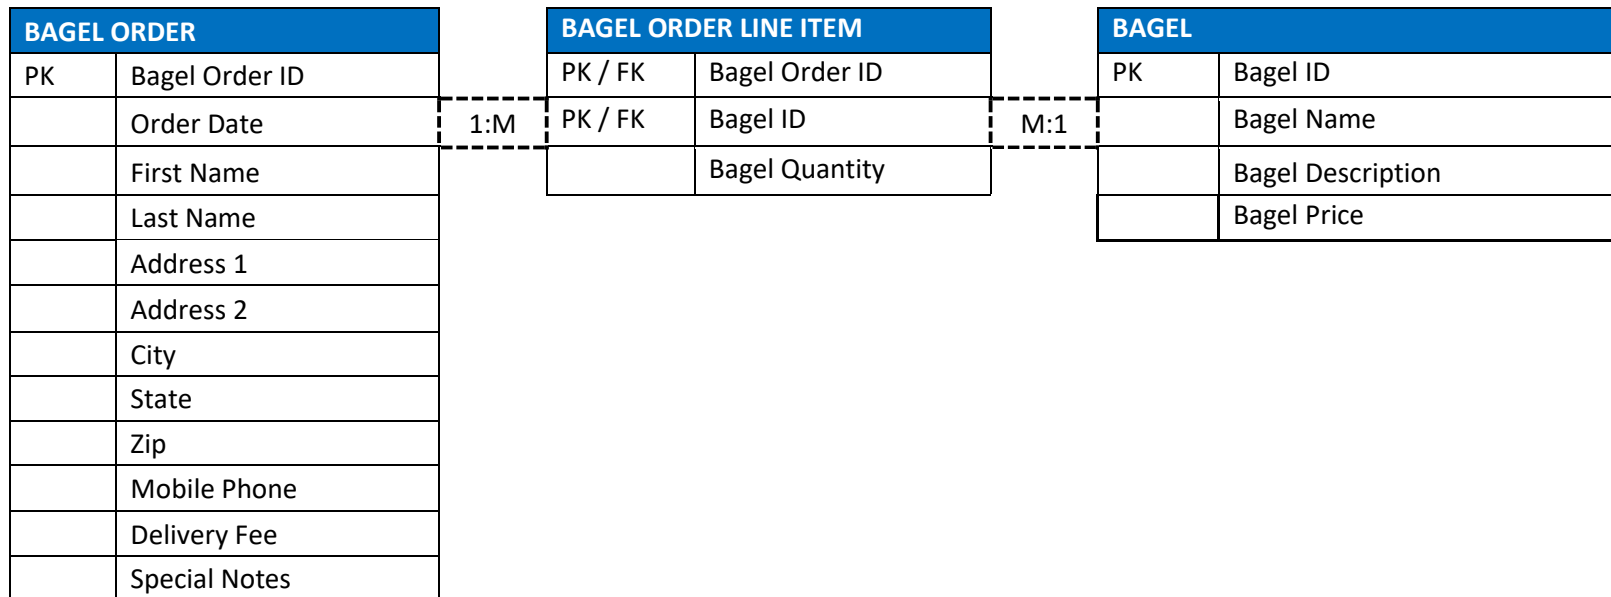 BAGEL ORDER
PK Bagel Order ID
Order Date
First Name
Last Name
Address 1
Address 2
City
State
Zip
Mobile Phone
Delivery Fee
Special Notes
1:M
BAGEL ORDER LINE ITEM
PK / FK Bagel Order ID
PK / FK Bagel ID
Bagel Quantity
M:1
BAGEL
PK Bagel ID
Bagel Name
Bagel Description
Bagel Price